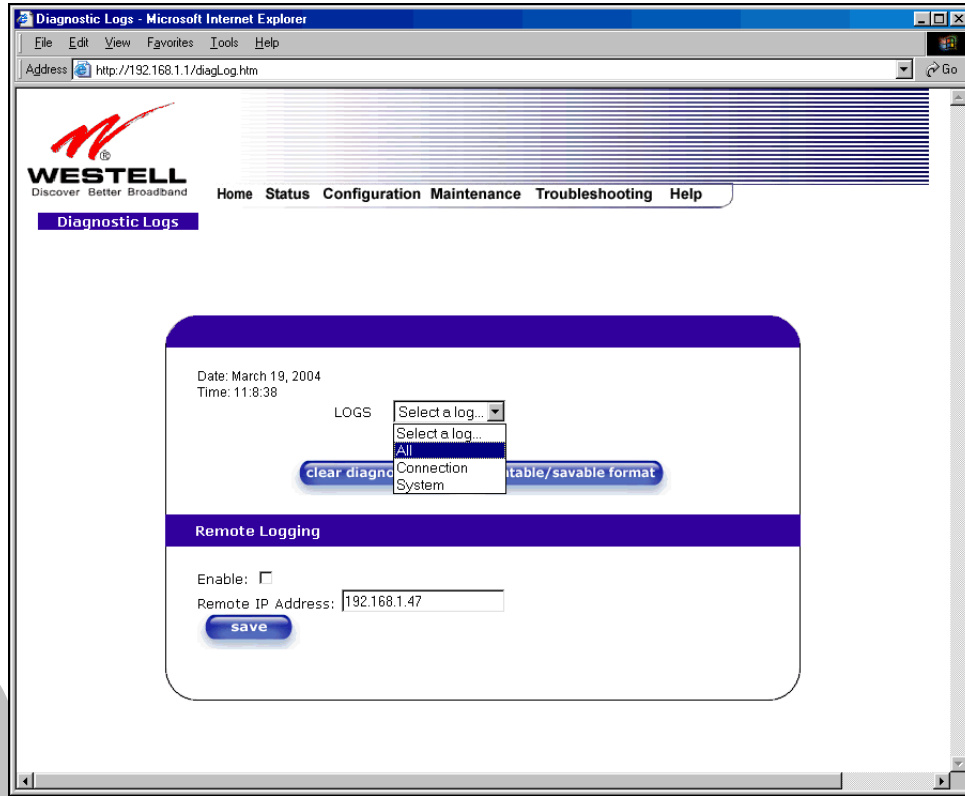 Diagnostic Logs - Microsoft Internet Explorer
File Edit View Favorites Tools Help
Address http://192.168.1.1/diagLog.htm Go
WESTELL
®
Discover Better Broadband
Home Status Configuration Maintenance Troubleshooting Help
Diagnostic Logs
Date: March 19, 2004
Time: 11:8:38
LOGS Select a log...
Select a log...
All
Connection
System
clear table/savable format
Remote Logging
Enable:
Remote IP Address: 192.168.1.47
save